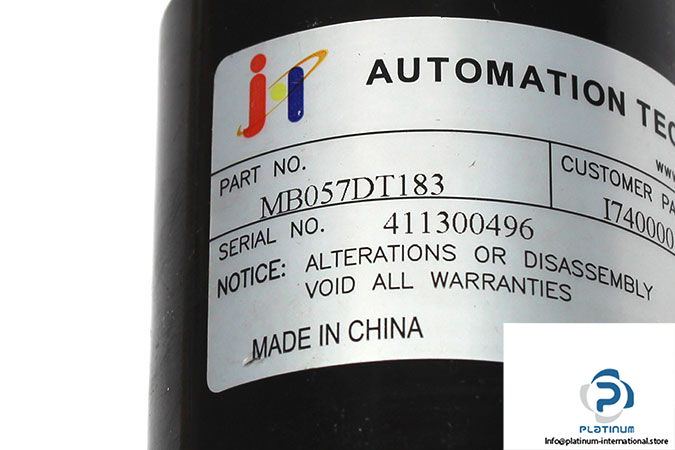 AUTOMATION TEC
www
PART NO. MB057DT183
CUSTOMER PA
I740000
SERIAL NO. 411300496
NOTICE: ALTERATIONS OR DISASSEMBLY
VOID ALL WARRANTIES
MADE IN CHINA
PLATINUM
Info@platinum-international.store